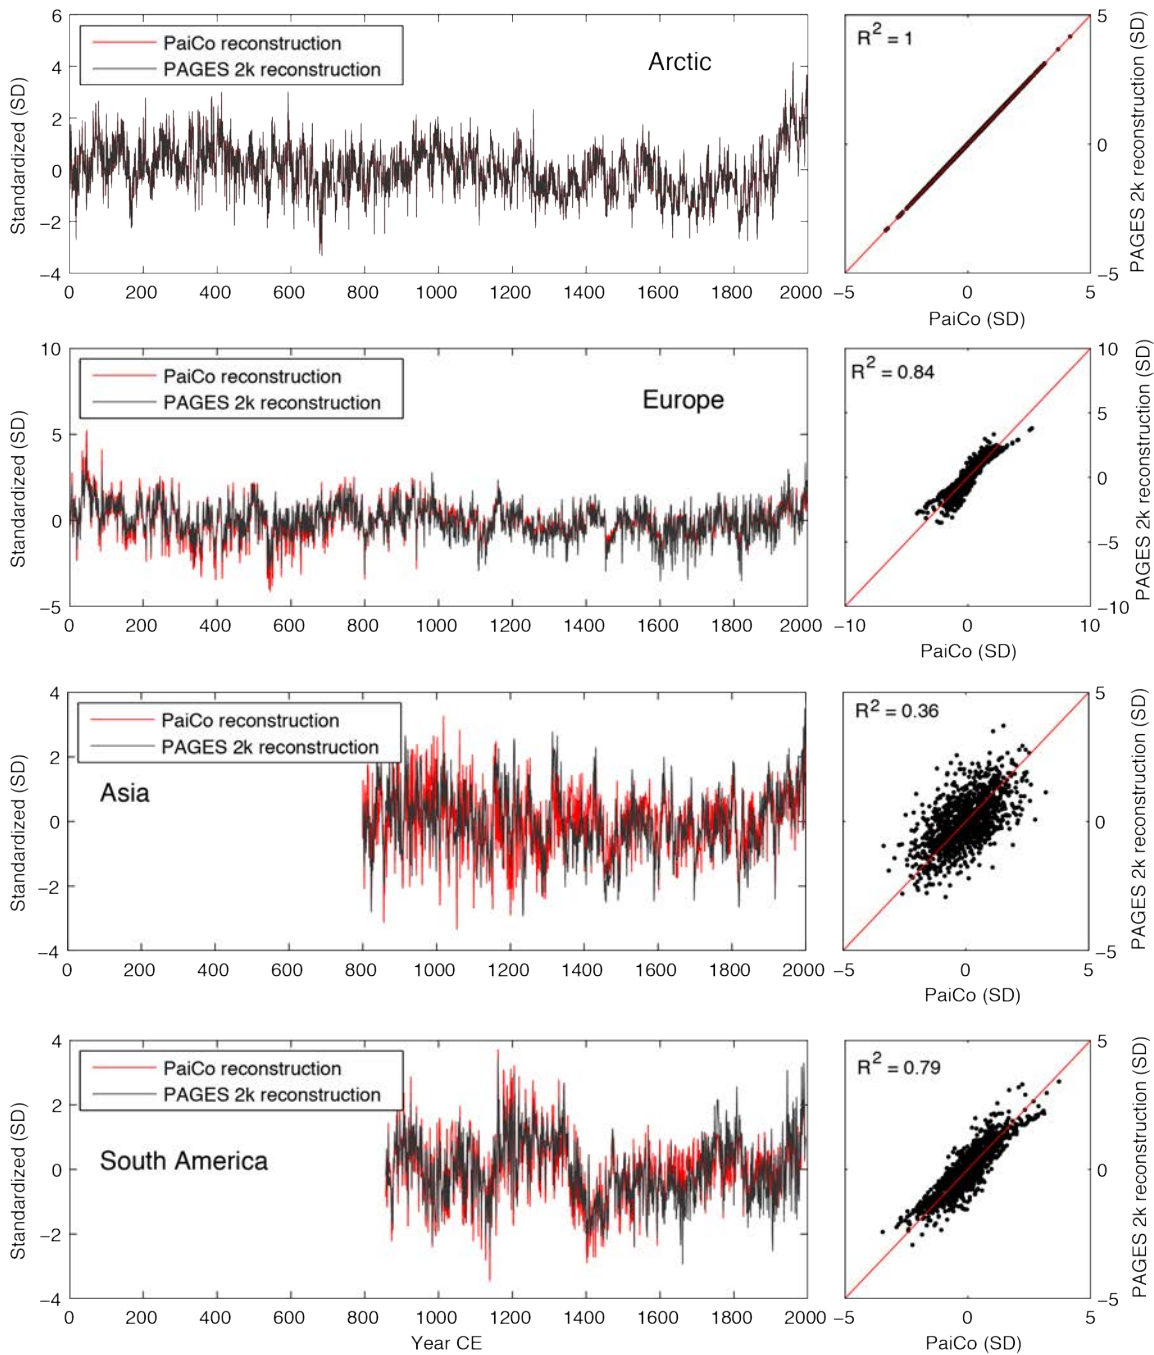 Standardized (SD)
6
4
2
0
−2
−4
PaiCo reconstruction
PAGES 2k reconstruction
Arctic
0 200 400 600 800 1000 1200 1400 1600 1800 2000
R2 = 1
5
0
−5
PAGES 2k reconstruction (SD)
−5 0 5
PaiCo (SD)
Standardized (SD)
10
5
0
−5
PaiCo reconstruction
PAGES 2k reconstruction
Europe
0 200 400 600 800 1000 1200 1400 1600 1800 2000
R2 = 0.84
10
5
0
−5
−10
PAGES 2k reconstruction (SD)
−10 0 10
PaiCo (SD)
Standardized (SD)
4
2
0
−2
−4
PaiCo reconstruction
PAGES 2k reconstruction
Asia
0 200 400 600 800 1000 1200 1400 1600 1800 2000
R2 = 0.36
5
0
−5
PAGES 2k reconstruction (SD)
−5 0 5
PaiCo (SD)
Standardized (SD)
4
2
0
−2
−4
PaiCo reconstruction
PAGES 2k reconstruction
South America
0 200 400 600 800 1000 1200 1400 1600 1800 2000
Year CE
R2 = 0.79
5
0
−5
PAGES 2k reconstruction (SD)
−5 0 5
PaiCo (SD)